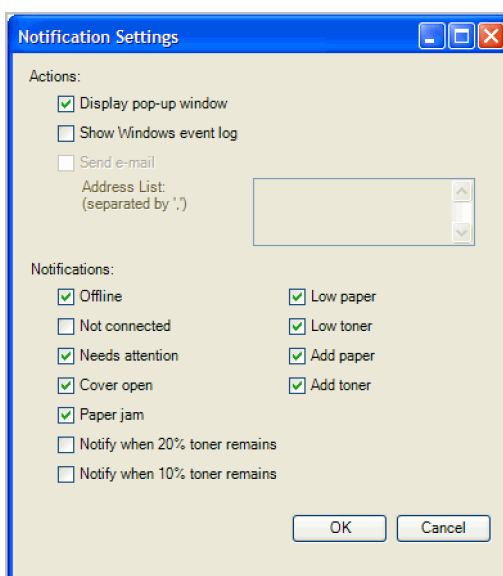 Notification Settings
Actions:
Display pop-up window
Show Windows event log
Send e-mail
Address List:
(separated by ',')
Notifications:
Offline
Low paper
Not connected
Low toner
Needs attention
Add paper
Cover open
Add toner
Paper jam
Notify when 20% toner remains
Notify when 10% toner remains
OK
Cancel